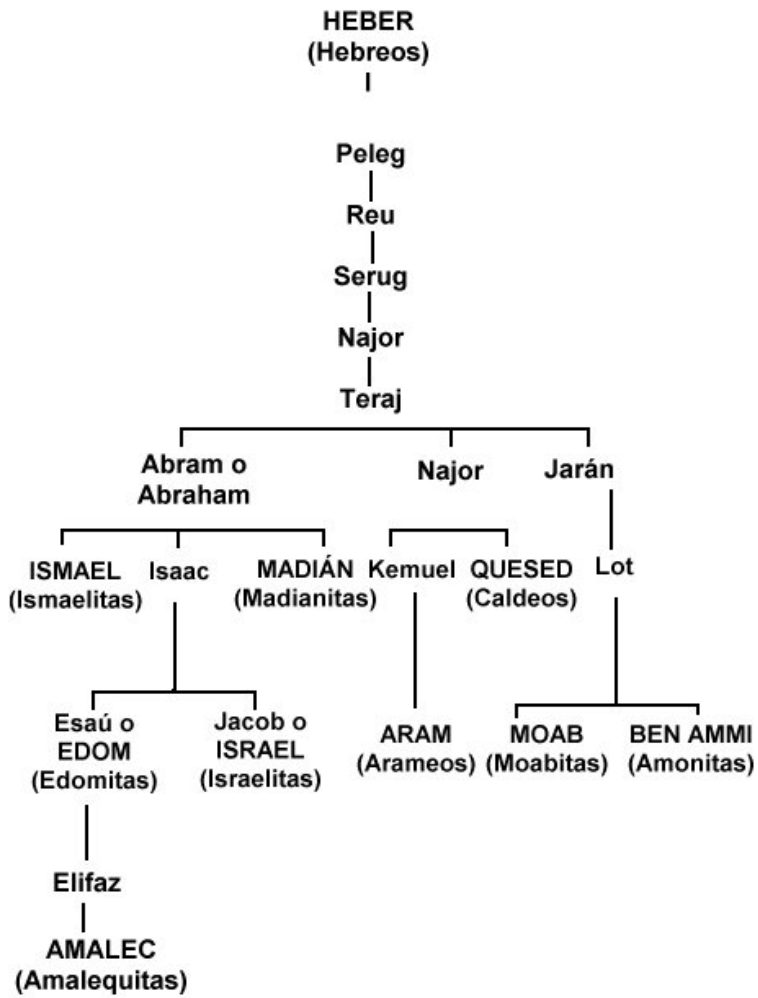 HEBER
(Hebreos)
Peleg
Reu
Serug
Najor
Teraj
Abram o
Abraham
Najor
Jarán
ISMAEL
(Ismaelitas)
Isaac
MADIÁN
(Madianitas)
Kemuel
QUESED
(Caldeos)
Lot
Esaú o
EDOM
(Edomitas)
Jacob o
ISRAEL
(Israelitas)
ARAM
(Arameos)
MOAB
(Moabitas)
BEN AMMI
(Amonitas)
Elifaz
AMALEC
(Amalequitas)